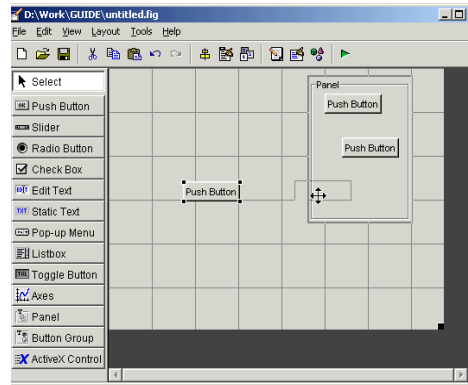 D:\Work\GUIDE\untitled.fig
File Edit View Layout Tools Help
Select
Push Button
Slider
Radio Button
Check Box
Edit Text
Static Text
Pop-up Menu
Listbox
Toggle Button
Axes
Panel
Button Group
ActiveX Control
Panel
Push Button
Push Button
Push Button